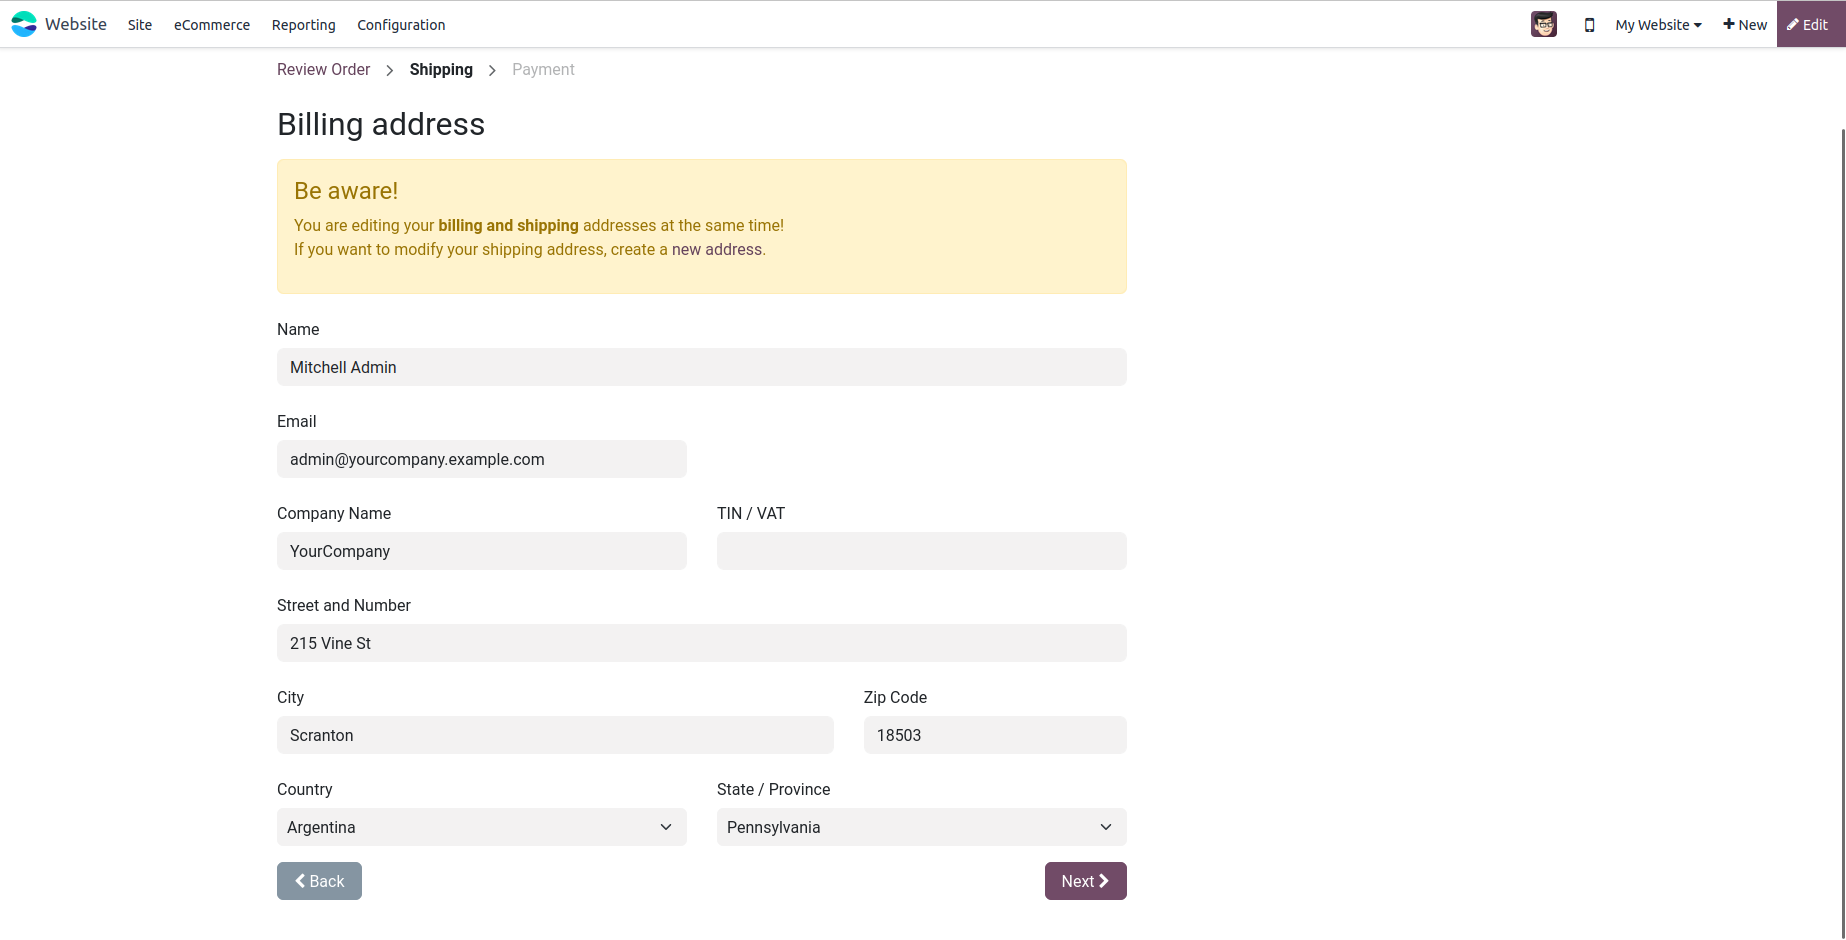 Website Site eCommerce Reporting Configuration My Website New Edit
Review Order Shipping Payment
Billing address
Be aware!
You are editing your billing and shipping addresses at the same time!
If you want to modify your shipping address, create a new address.
Name
Mitchell Admin
Email
admin@yourcompany.example.com
Company Name TIN / VAT
YourCompany
Street and Number
215 Vine St
City Zip Code
Scranton 18503
Country State / Province
Argentina Pennsylvania
Back Next